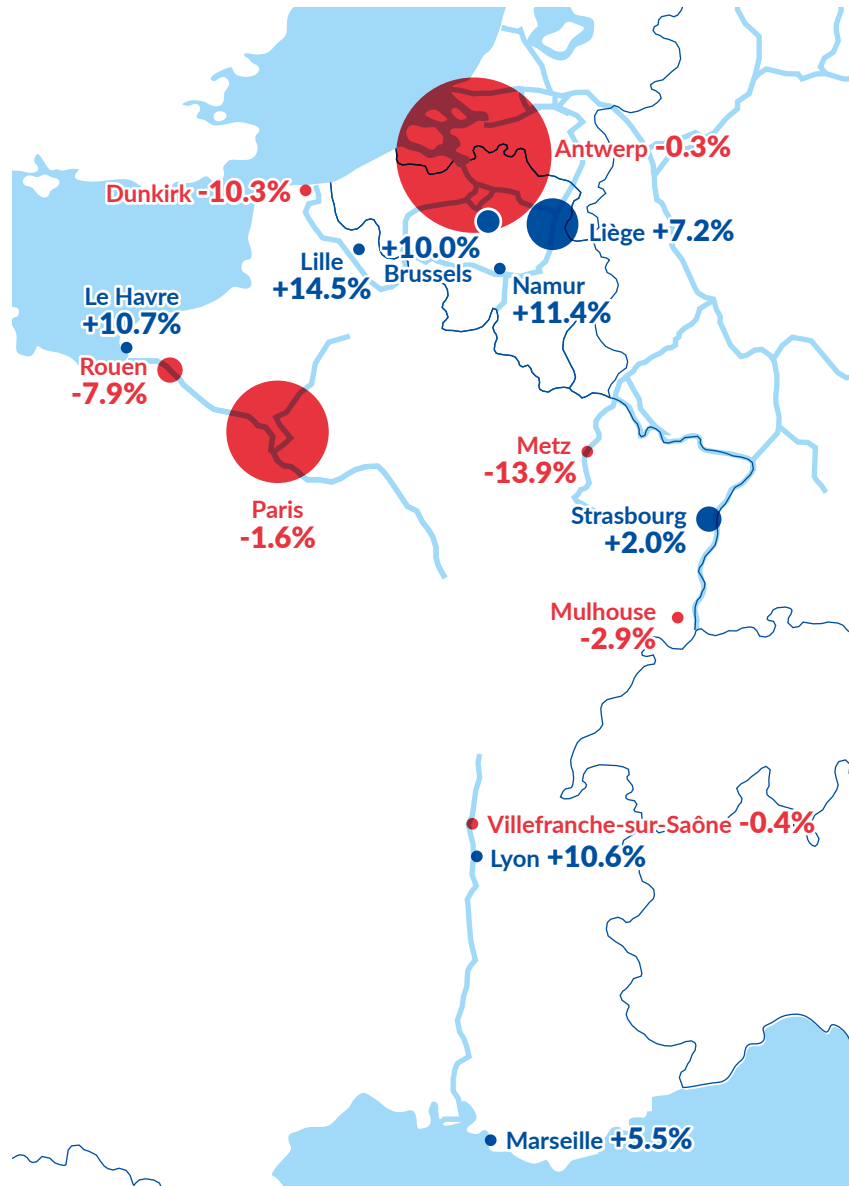 Antwerp -0.3%
Dunkirk -10.3%
Liège +7.2%
+10.0%
Brussels
Lille
+14.5%
Namur
+11.4%
Le Havre
+10.7%
Rouen
-7.9%
Metz
-13.9%
Paris
-1.6%
Strasbourg
+2.0%
Mulhouse
-2.9%
Villefranche-sur-Saône -0.4%
Lyon +10.6%
Marseille +5.5%